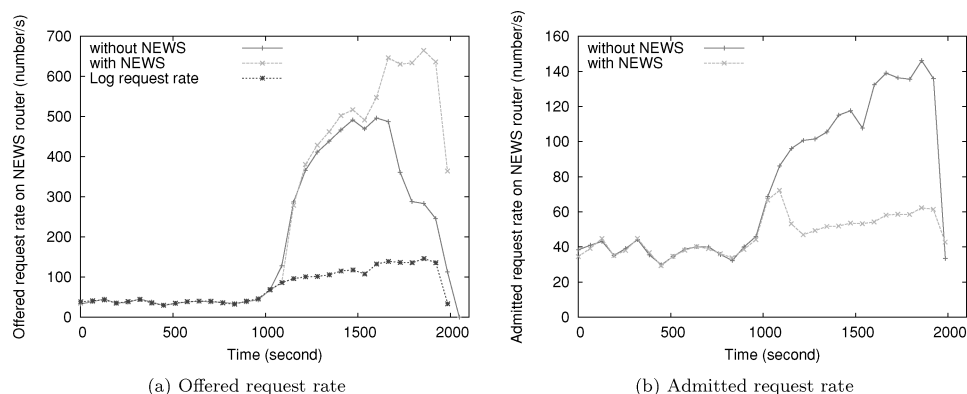 Offered request rate on NEWS router (number/s)
700
600
500
400
300
200
100
0
without NEWS
with NEWS
Log request rate
0
500
1000
1500
2000
Time (second)
(a) Offered request rate
Admitted request rate on NEWS router (number/s)
160
140
120
100
80
60
40
20
0
without NEWS
with NEWS
0
500
1000
1500
2000
Time (second)
(b) Admitted request rate